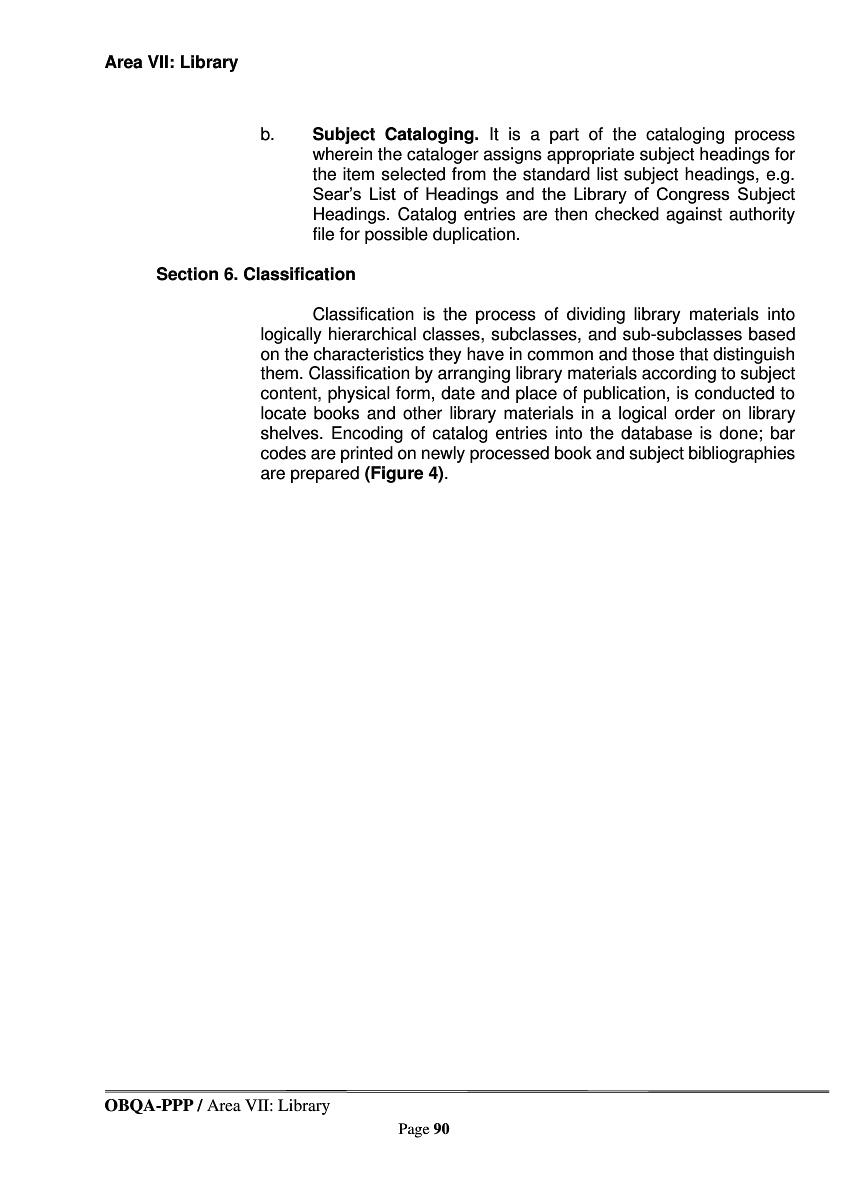 Area VII: Library
b. Subject Cataloging. It is a part of the cataloging process
wherein the cataloger assigns appropriate subject headings for
the item selected from the standard list subject headings, e.g.
Sear's List of Headings and the Library of Congress Subject
Headings. Catalog entries are then checked against authority
file for possible duplication.
Section 6. Classification
Classification is the process of dividing library materials into
logically hierarchical classes, subclasses, and sub-subclasses based
on the characteristics they have in common and those that distinguish
them. Classification by arranging library materials according to subject
content, physical form, date and place of publication, is conducted to
locate books and other library materials in a logical order on library
shelves. Encoding of catalog entries into the database is done; bar
codes are printed on newly processed book and subject bibliographies
are prepared (Figure 4).
OBQA-PPP / Area VII: Library
Page 90